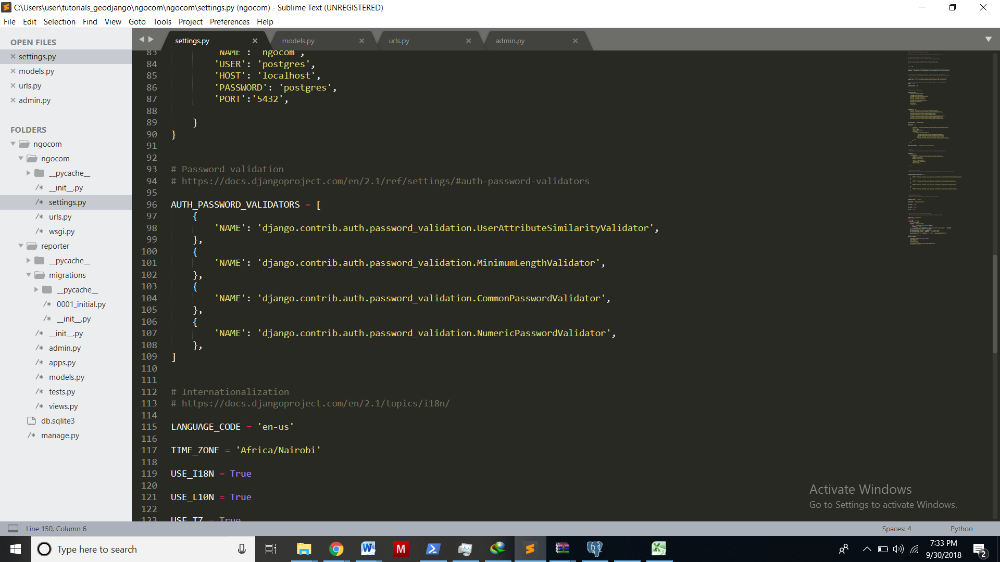 C:\Users\user\tutorials_geodjango\ngocom\ngocom\settings.py (ngocom) - Sublime Text (UNREGISTERED)
File Edit Selection Find View Goto Tools Project Preferences Help
OPEN FILES
settings.py
models.py
urls.py
admin.py
FOLDERS
ngocom
ngocom
__pycache__
/* __init__.py
/* settings.py
/* urls.py
/* wsgi.py
reporter
__pycache__
migrations
__pycache__
/* 0001_initial.py
/* __init__.py
/* __init__.py
/* admin.py
/* apps.py
/* models.py
/* tests.py
/* views.py
db.sqlite3
/* manage.py
settings.py models.py urls.py admin.py
83 'NAME': 'ngocom',
84 'USER': 'postgres',
85 'HOST': 'localhost',
86 'PASSWORD': 'postgres',
87 'PORT':'5432',
88
89 }
90 }
91
92
93 # Password validation
94 # https://docs.djangoproject.com/en/2.1/ref/settings/#auth-password-validators
95
96 AUTH_PASSWORD_VALIDATORS = [
97 {
98 'NAME': 'django.contrib.auth.password_validation.UserAttributeSimilarityValidator',
99 },
100 {
101 'NAME': 'django.contrib.auth.password_validation.MinimumLengthValidator',
102 },
103 {
104 'NAME': 'django.contrib.auth.password_validation.CommonPasswordValidator',
105 },
106 {
107 'NAME': 'django.contrib.auth.password_validation.NumericPasswordValidator',
108 },
109 ]
110
111
112 # Internationalization
113 # https://docs.djangoproject.com/en/2.1/topics/i18n/
114
115 LANGUAGE_CODE = 'en-us'
116
117 TIME_ZONE = 'Africa/Nairobi'
118
119 USE_I18N = True
120
121 USE_L10N = True
122
123 USE_TZ = True
Activate Windows
Go to Settings to activate Windows.
Line 150, Column 6
Spaces: 4
Python
Type here to search
7:33 PM
9/30/2018
2